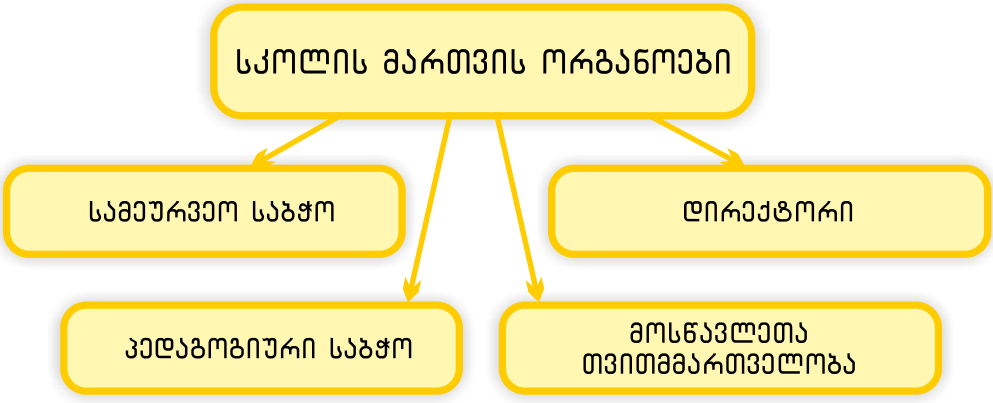 სკოლის მართვის ორგანოები
სამეურვეო საბჭო
დირექტორი
პედაგოგიური საბჭო
მოსწავლეთა
თვითმმართველობა